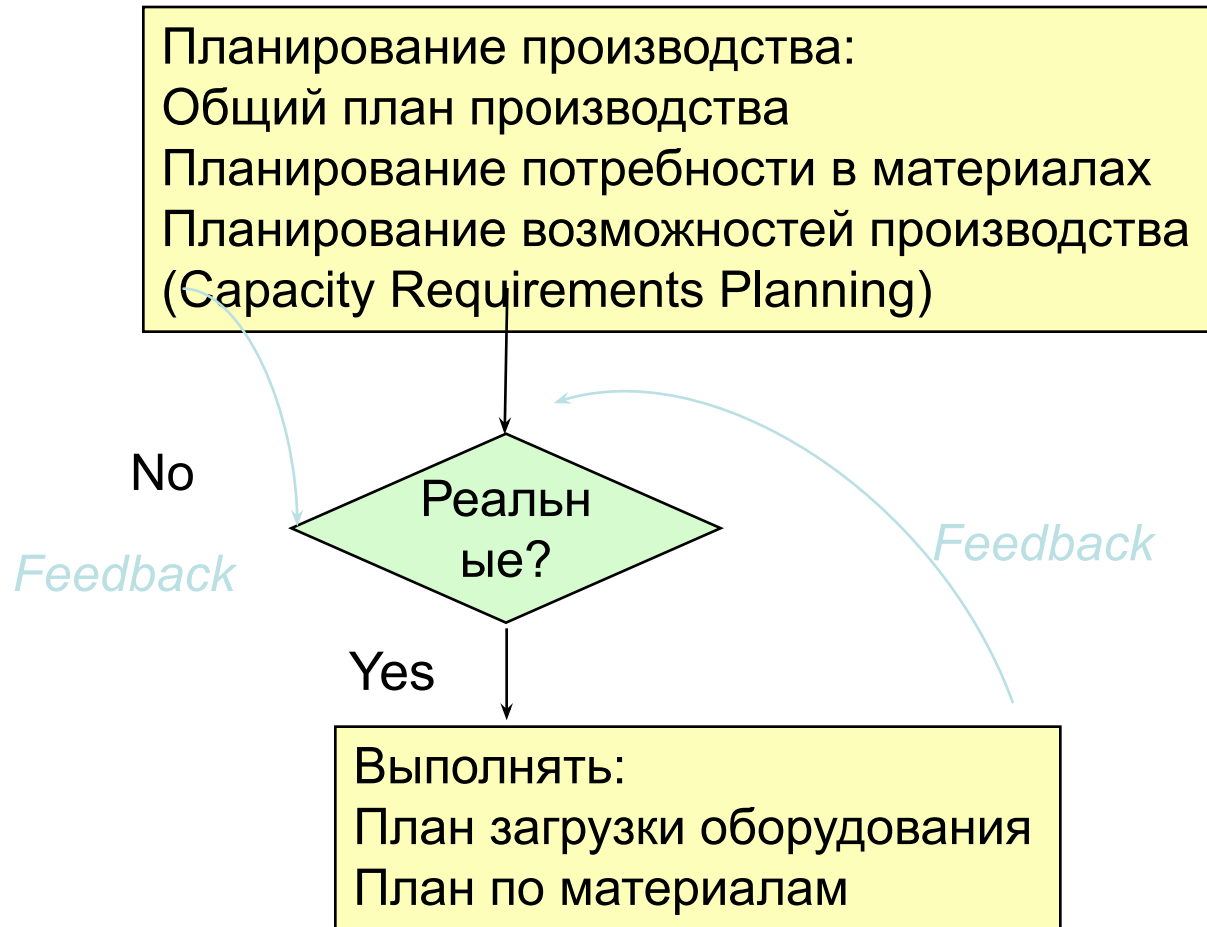 Планирование производства:
Общий план производства
Планирование потребности в материалах
Планирование возможностей производства
(Capacity Requirements Planning)
No
Реальн
ые?
Feedback
Feedback
Yes
Выполнять:
План загрузки оборудования
План по материалам